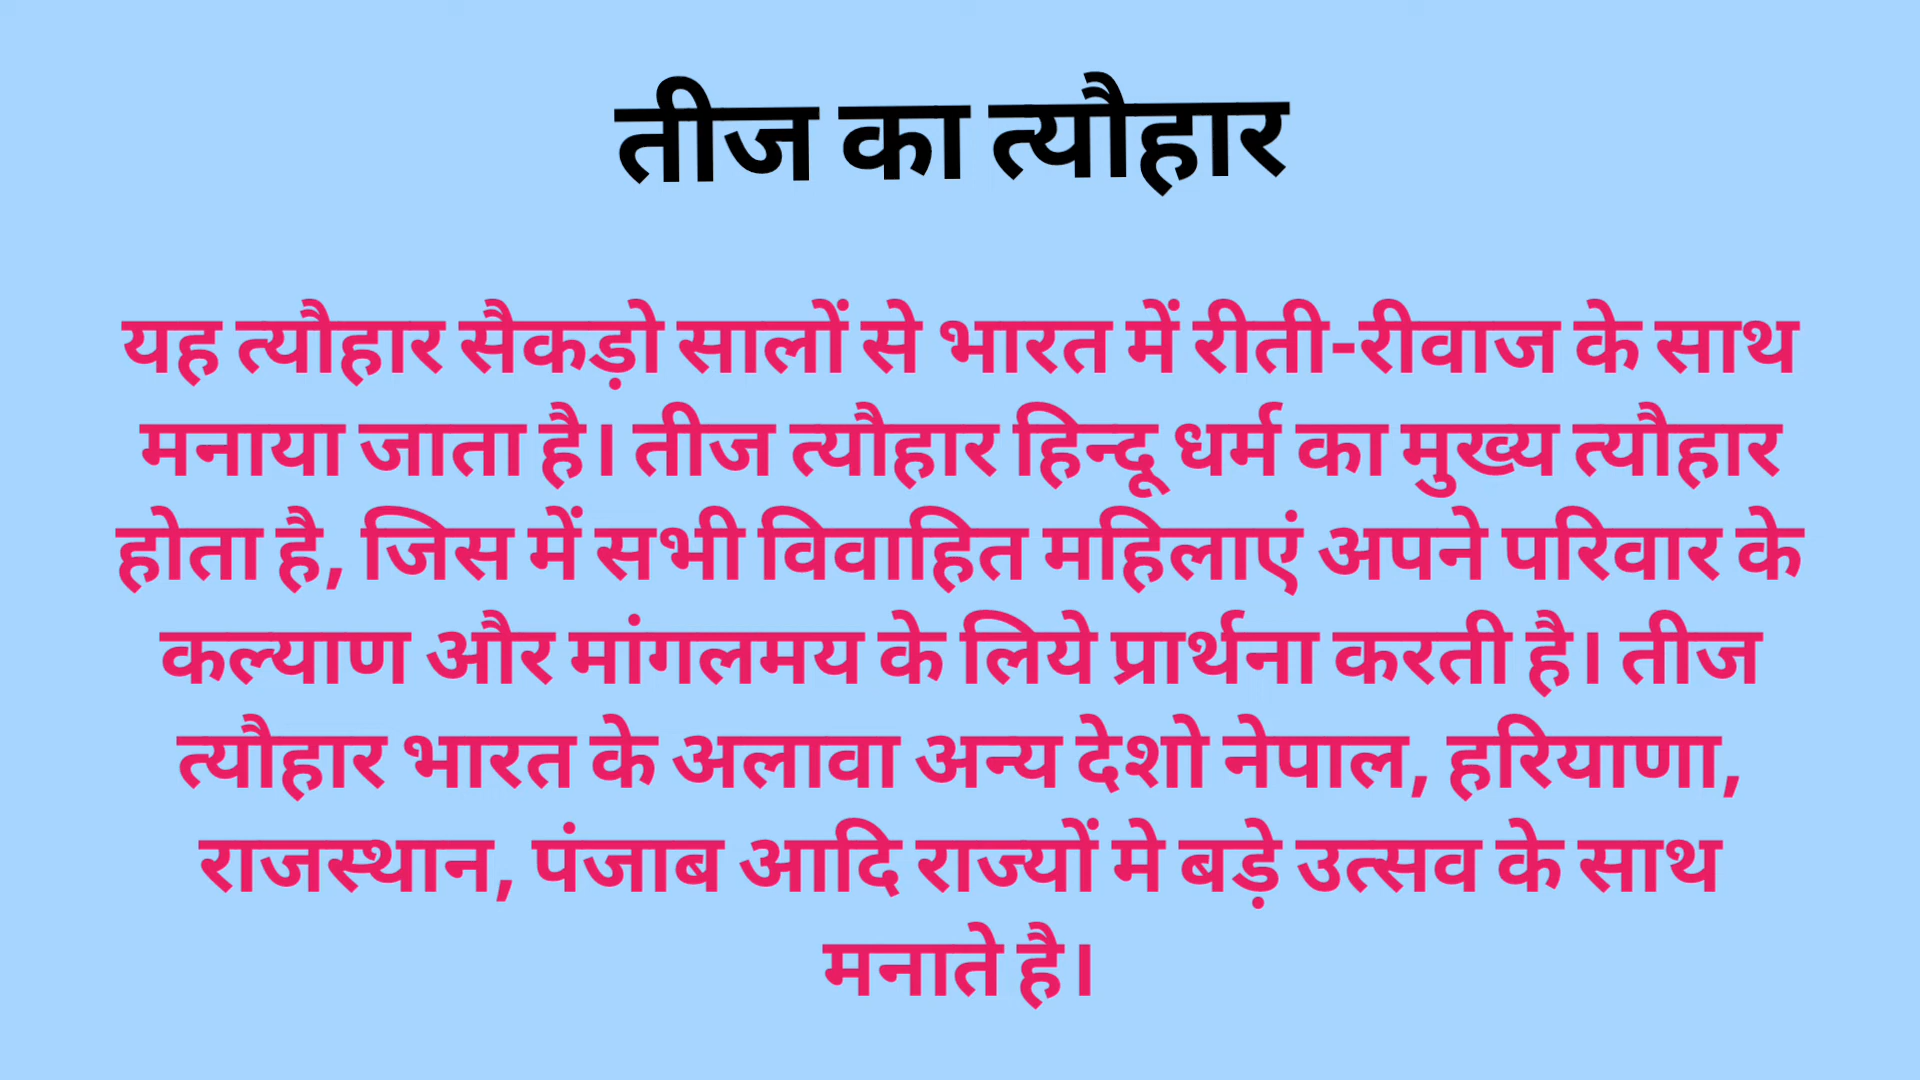 तीज का त्यौहार
यह त्यौहार सैकड़ो सालों से भारत में रीती-रीवाज के साथ
मनाया जाता है। तीज त्यौहार हिन्दू धर्म का मुख्य त्यौहार
होता है, जिस में सभी विवाहित महिलाएं अपने परिवार के
कल्याण और मांगलमय के लिये प्रार्थना करती है। तीज
त्यौहार भारत के अलावा अन्य देशो नेपाल, हरियाणा,
राजस्थान, पंजाब आदि राज्यों मे बड़े उत्सव के साथ
मनाते है।